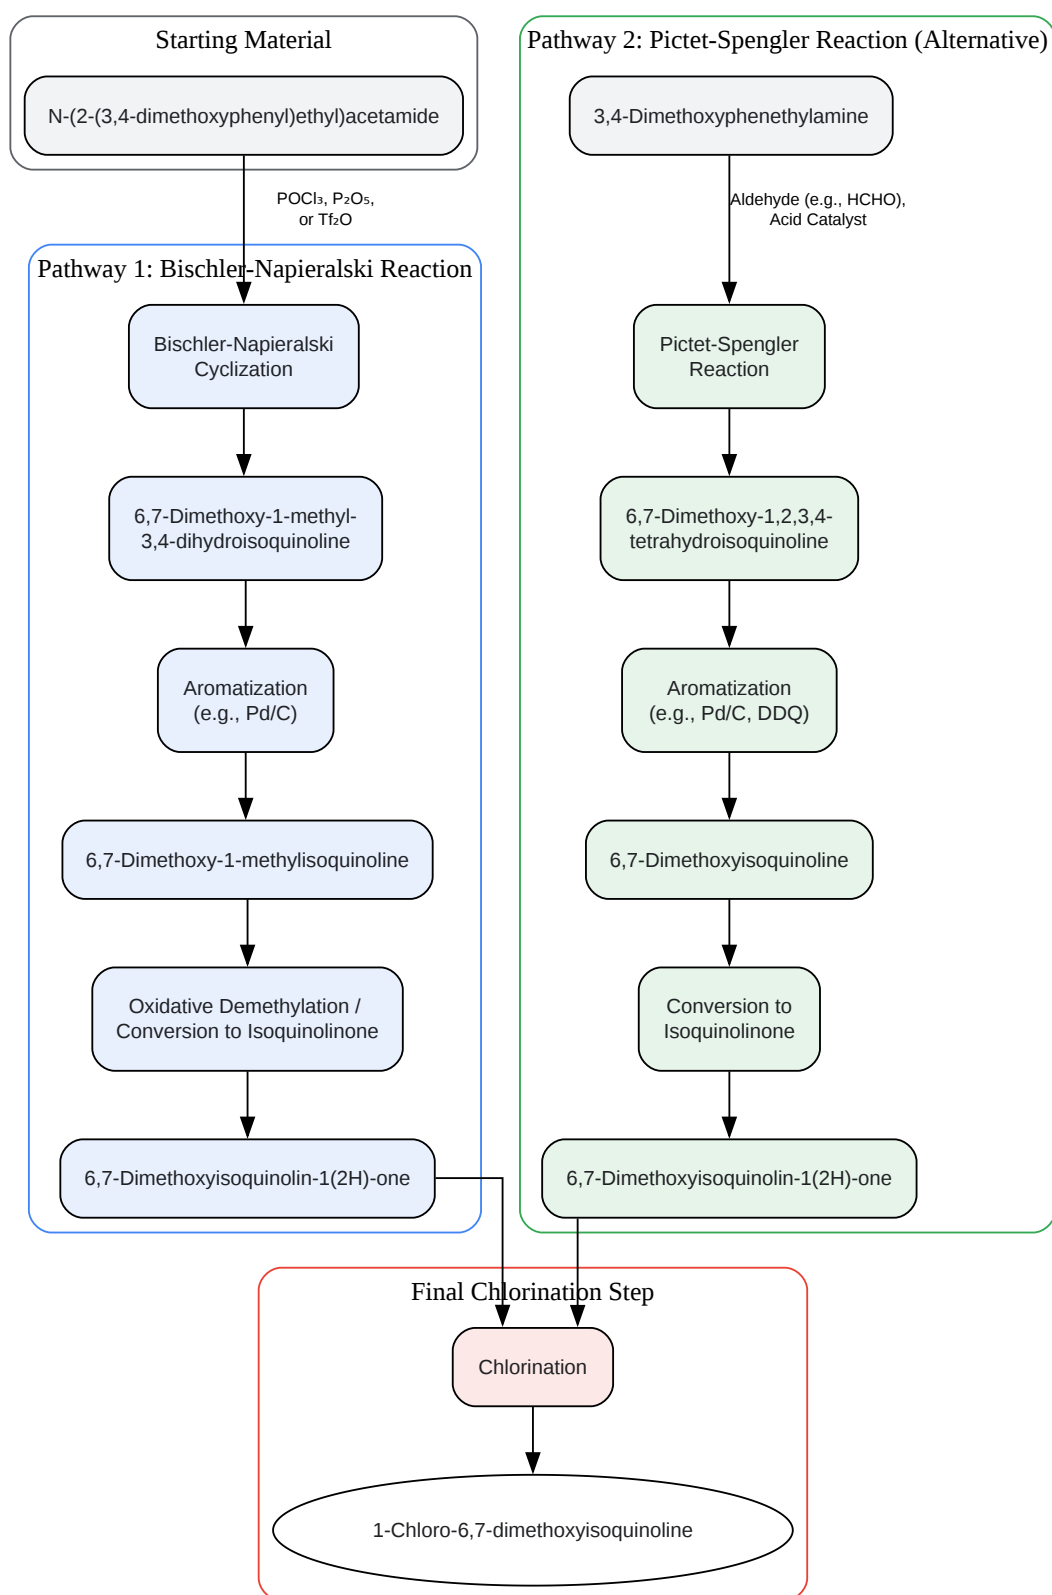 Starting Material
N-(2-(3,4-dimethoxyphenyl)ethyl)acetamide
POCl₃, P₂O₅,
or Tf₂O
Pathway 1: Bischler-Napieralski Reaction
Bischler-Napieralski
Cyclization
6,7-Dimethoxy-1-methyl-
3,4-dihydroisoquinoline
Aromatization
(e.g., Pd/C)
6,7-Dimethoxy-1-methylisoquinoline
Oxidative Demethylation /
Conversion to Isoquinolinone
6,7-Dimethoxyisoquinolin-1(2H)-one
Pathway 2: Pictet-Spengler Reaction (Alternative)
3,4-Dimethoxyphenethylamine
Aldehyde (e.g., HCHO),
Acid Catalyst
Pictet-Spengler
Reaction
6,7-Dimethoxy-1,2,3,4-
tetrahydroisoquinoline
Aromatization
(e.g., Pd/C, DDQ)
6,7-Dimethoxyisoquinoline
Conversion to
Isoquinolinone
6,7-Dimethoxyisoquinolin-1(2H)-one
Final Chlorination Step
Chlorination
1-Chloro-6,7-dimethoxyisoquinoline